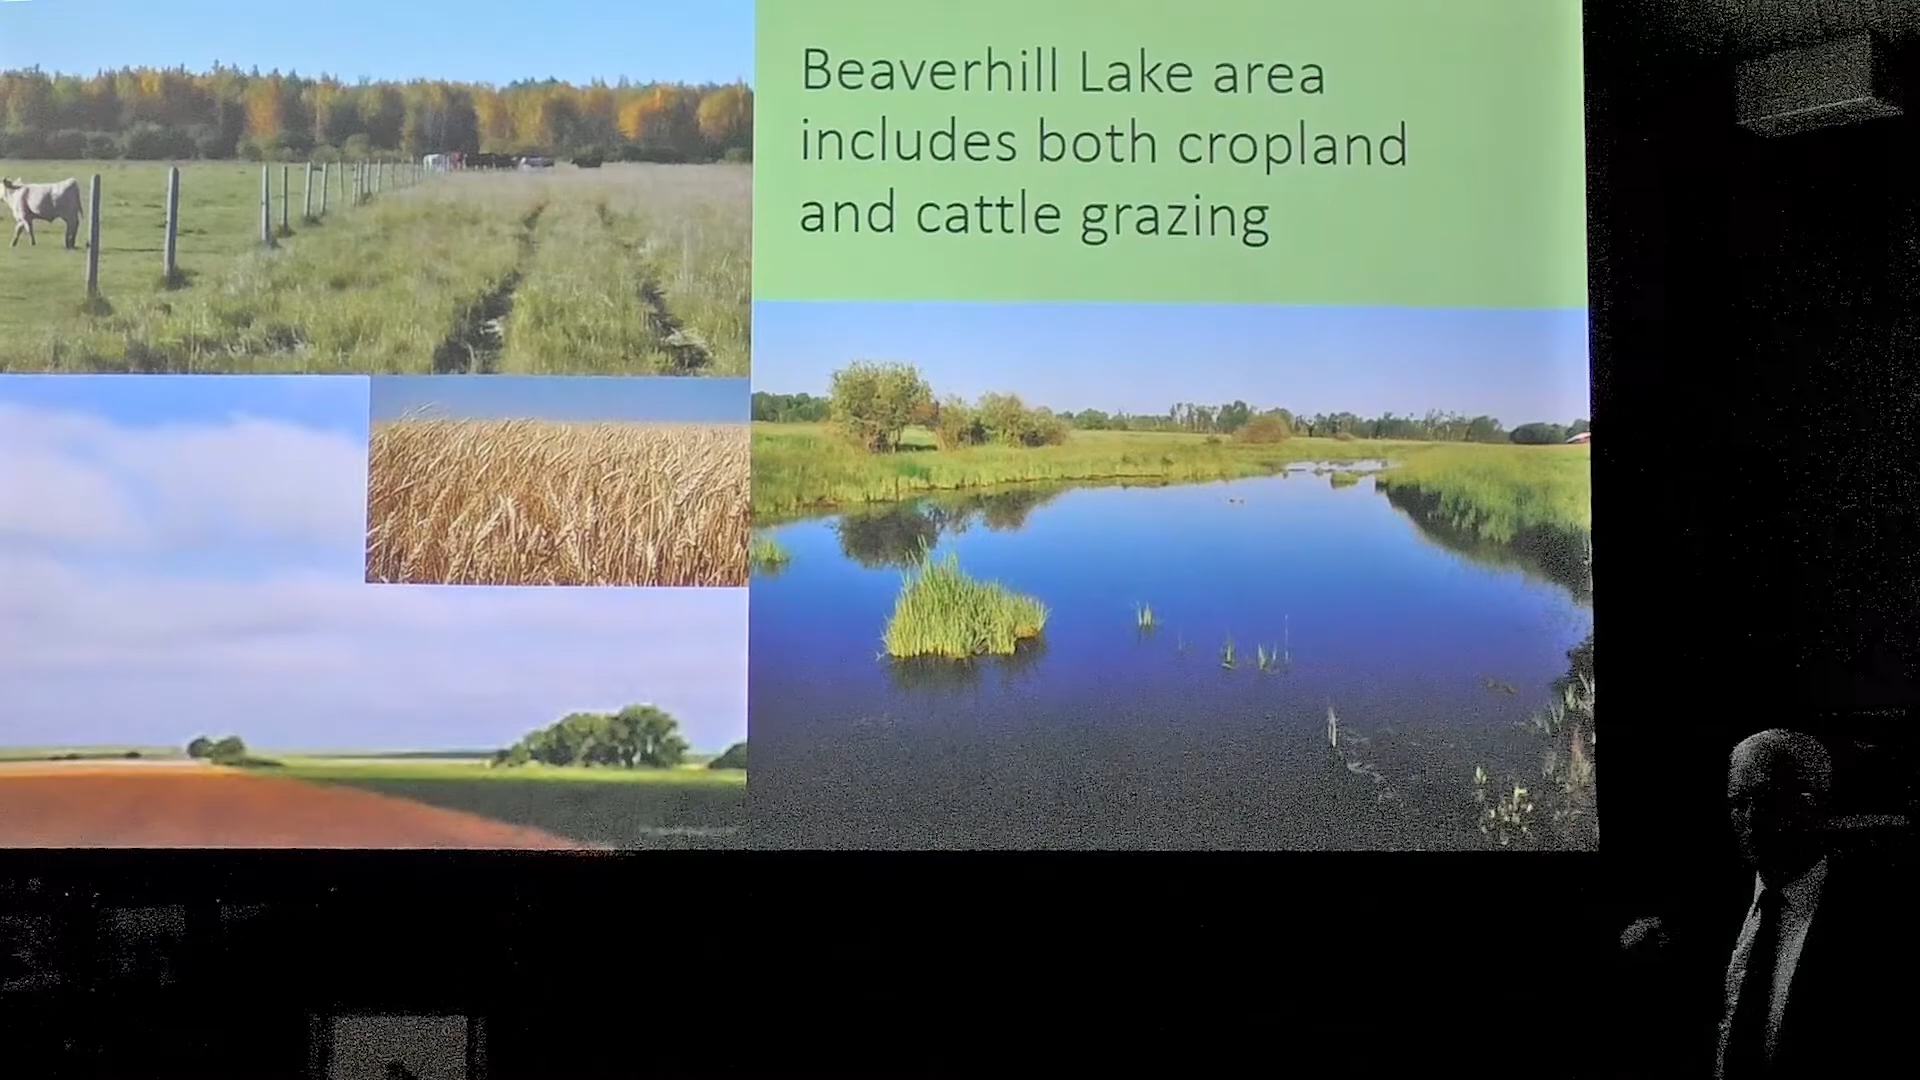 Beaverhill Lake area
includes both cropland
and cattle grazing